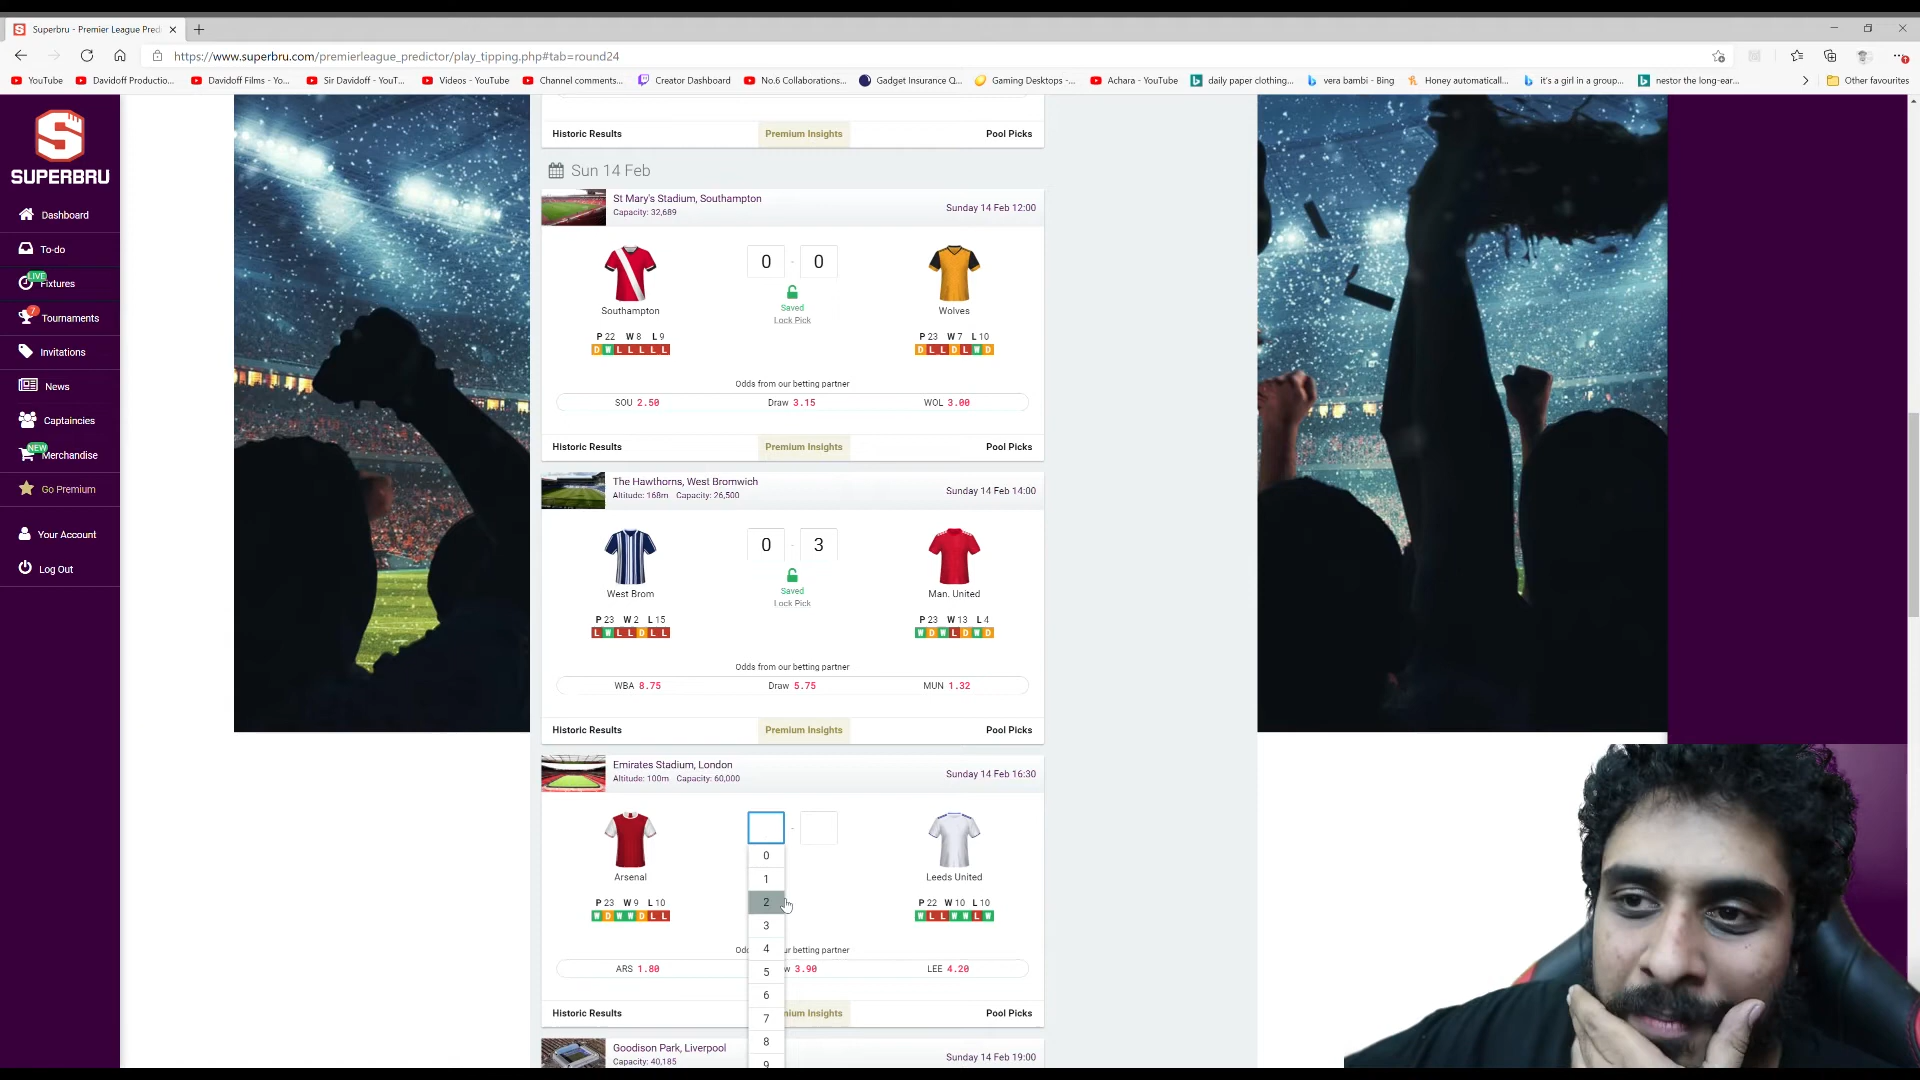 Superbru - Premier League Pred
https://www.superbru.com/premierleague_predictor/play_tipping.php#tab=round24
YouTube
Davidoff Productio...
Davidoff Films - Yo...
Sir Davidoff - YouT...
Videos - YouTube
Channel comments...
Creator Dashboard
No.6 Collaborations...
Gadget Insurance Q...
Gaming Desktops -...
Achara - YouTube
daily paper clothing...
vera bambi - Bing
Honey automaticall...
it's a girl in a group...
nestor the long-ear...
Other favourites
SUPERBRU
Dashboard
To-do
LIVE
Fixtures
7
Tournaments
Invitations
News
Captaincies
NEW
Merchandise
Go Premium
Your Account
Log Out
Historic Results
Premium Insights
Pool Picks
Sun 14 Feb
St Mary's Stadium, Southampton
Capacity: 32,689
Sunday 14 Feb 12:00
0 - 0
Saved
Lock Pick
Southampton
Wolves
P 22 W 8 L 9
D W L L L L L
P 23 W 7 L 10
D L L D L W D
Odds from our betting partner
SOU 2.50
Draw 3.15
WOL 3.00
Historic Results
Premium Insights
Pool Picks
The Hawthorns, West Bromwich
Altitude: 168m Capacity: 26,500
Sunday 14 Feb 14:00
0 - 3
Saved
Lock Pick
West Brom
Man. United
P 23 W 2 L 15
L W L L D L L
P 23 W 13 L 4
W D W L D W D
Odds from our betting partner
WBA 8.75
Draw 5.75
MUN 1.32
Historic Results
Premium Insights
Pool Picks
Emirates Stadium, London
Altitude: 100m Capacity: 60,000
Sunday 14 Feb 16:30
-
0
1
2
3
4
5
6
7
8
9
Arsenal
Leeds United
P 23 W 9 L 10
W D W W D L L
P 22 W 10 L 10
W L L W W L W
Odd
ur betting partner
ARS 1.80
w 3.90
LEE 4.20
Historic Results
nium Insights
Pool Picks
Goodison Park, Liverpool
Capacity: 40,185
Sunday 14 Feb 19:00